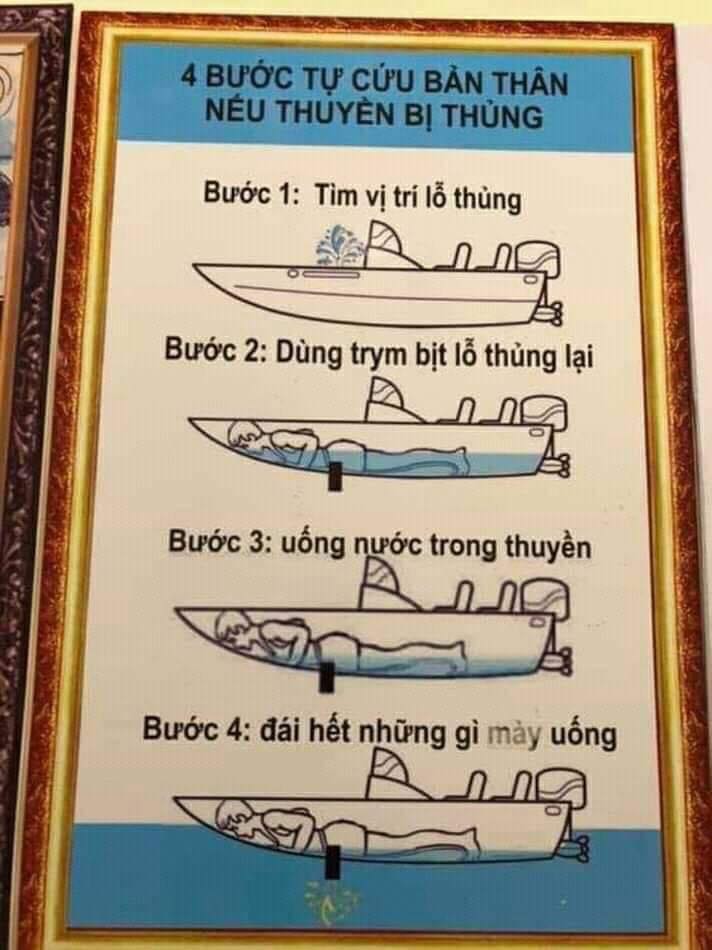 4 BƯỚC TỰ CỨU BẢN THÂN
NÉU THUYỀN BỊ THỦNG
Bước 1: Tìm vị trí lỗ thủng
Bước 2: Dùng trym bịt lỗ thủng lại
Bước 3: uống nước trong thuyền
Bước 4: đái hết những gì mày uống